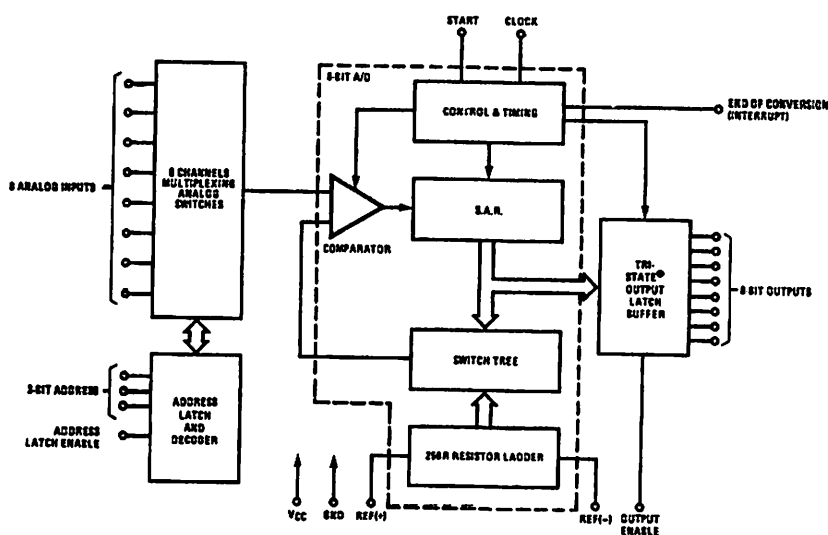 START
CLOCK
8-BIT A/D
CONTROL & TIMING
END OF CONVERSION
(INTERRUPT)
8 ANALOG INPUTS
8 CHANNELS
MULTIPLEXING
ANALOG
SWITCHES
S.A.R.
COMPARATOR
TRI-
STATE®
OUTPUT
LATCH
BUFFER
8-BIT OUTPUTS
SWITCH TREE
3-BIT ADDRESS
ADDRESS
LATCH
AND
DECODER
ADDRESS
LATCH ENABLE
256R RESISTOR LADDER
VCC
GND
REF(+)
REF(−)
OUTPUT
ENABLE